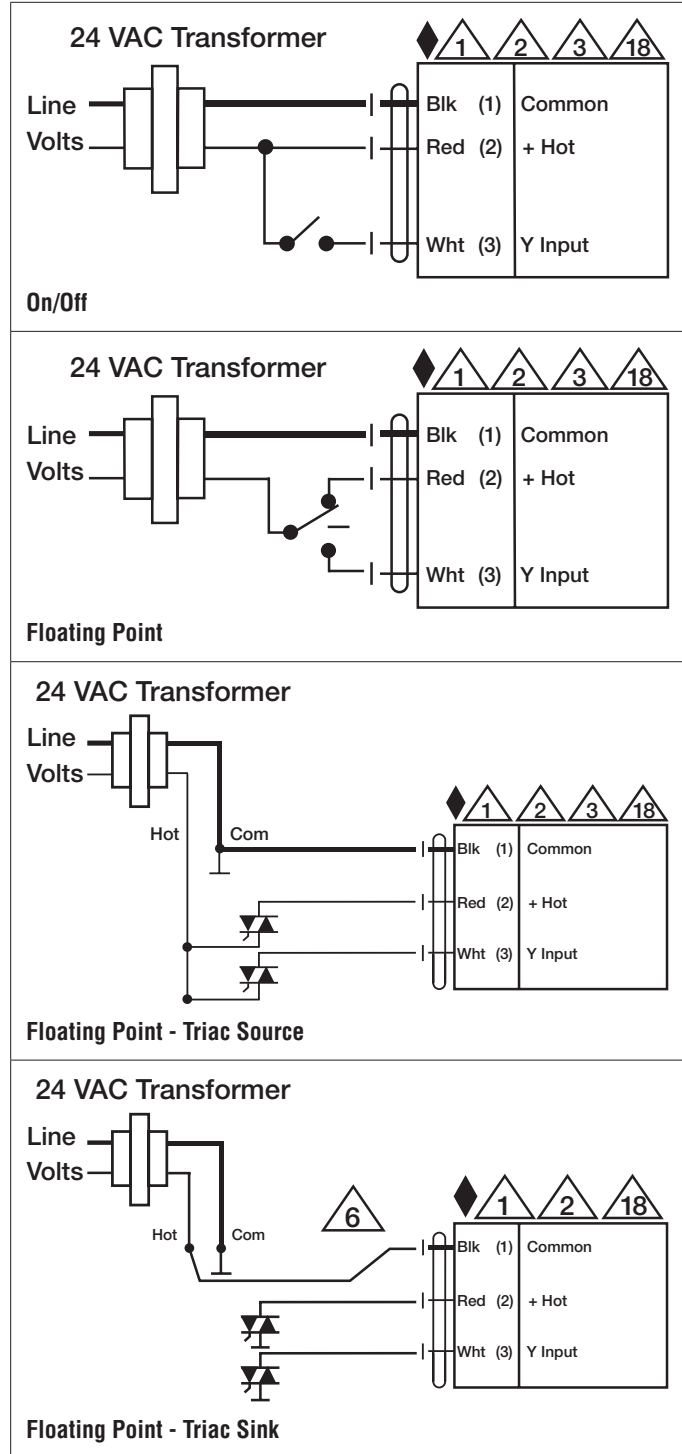 24 VAC Transformer
1 2 3 18
Line
Volts
Blk (1) Common
Red (2) + Hot
Wht (3) Y Input
On/Off
24 VAC Transformer
1 2 3 18
Line
Volts
Blk (1) Common
Red (2) + Hot
Wht (3) Y Input
Floating Point
24 VAC Transformer
Line
Volts
1 2 3 18
Hot Com
Blk (1) Common
Red (2) + Hot
Wht (3) Y Input
Floating Point - Triac Source
24 VAC Transformer
Line
Volts
6
1 2 18
Hot Com
Blk (1) Common
Red (2) + Hot
Wht (3) Y Input
Floating Point - Triac Sink